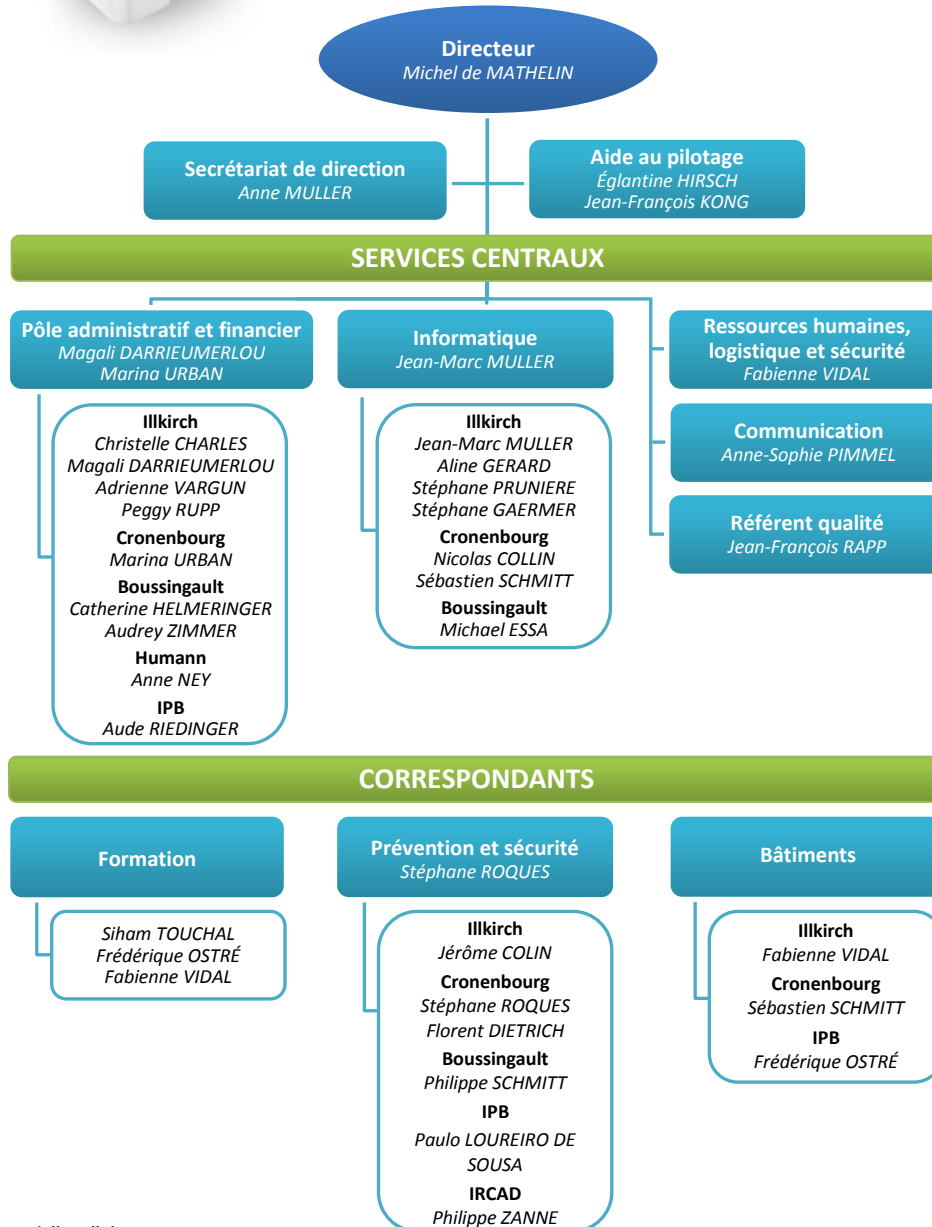 Directeur
Michel de MATHELIN
Secrétariat de direction
Anne MULLER
Aide au pilotage
Églantine HIRSCH
Jean-François KONG
SERVICES CENTRAUX
Pôle administratif et financier
Magali DARRIEUMERLOU
Marina URBAN
Illkirch
Christelle CHARLES
Magali DARRIEUMERLOU
Adrienne VARGUN
Peggy RUPP
Cronenbourg
Marina URBAN
Boussingault
Catherine HELMERINGER
Audrey ZIMMER
Humann
Anne NEY
IPB
Aude RIEDINGER
Informatique
Jean-Marc MULLER
Illkirch
Jean-Marc MULLER
Aline GERARD
Stéphane PRUNIERE
Stéphane GAERMER
Cronenbourg
Nicolas COLLIN
Sébastien SCHMITT
Boussingault
Michael ESSA
Ressources humaines,
logistique et sécurité
Fabienne VIDAL
Communication
Anne-Sophie PIMMEL
Référent qualité
Jean-François RAPP
CORRESPONDANTS
Formation
Siham TOUCHAL
Frédérique OSTRÉ
Fabienne VIDAL
Prévention et sécurité
Stéphane ROQUES
Illkirch
Jérôme COLIN
Cronenbourg
Stéphane ROQUES
Florent DIETRICH
Boussingault
Philippe SCHMITT
IPB
Paulo LOUREIRO DE
SOUSA
IRCAD
Philippe ZANNE
Bâtiments
Illkirch
Fabienne VIDAL
Cronenbourg
Sébastien SCHMITT
IPB
Frédérique OSTRÉ